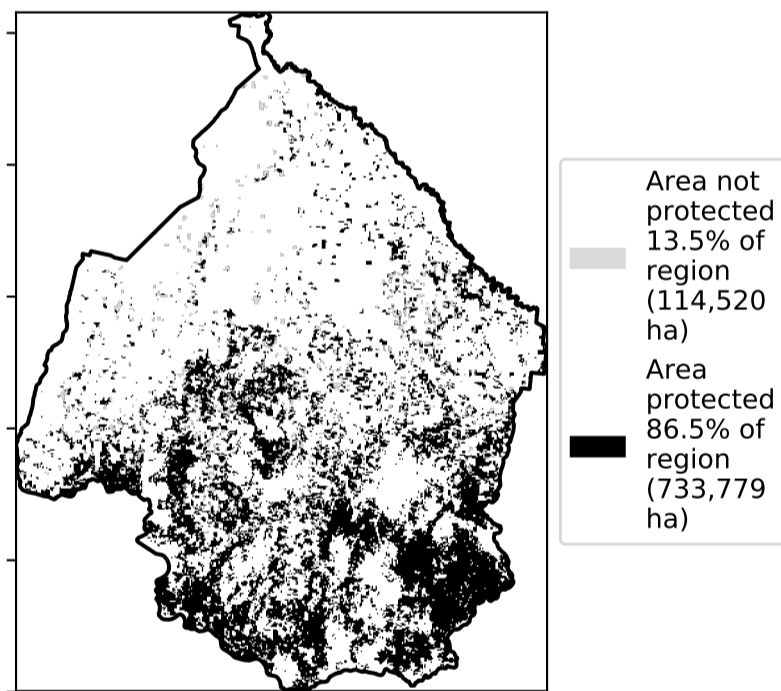 Area not
protected
13.5% of
region
(114,520
ha)
Area
protected
86.5% of
region
(733,779
ha)